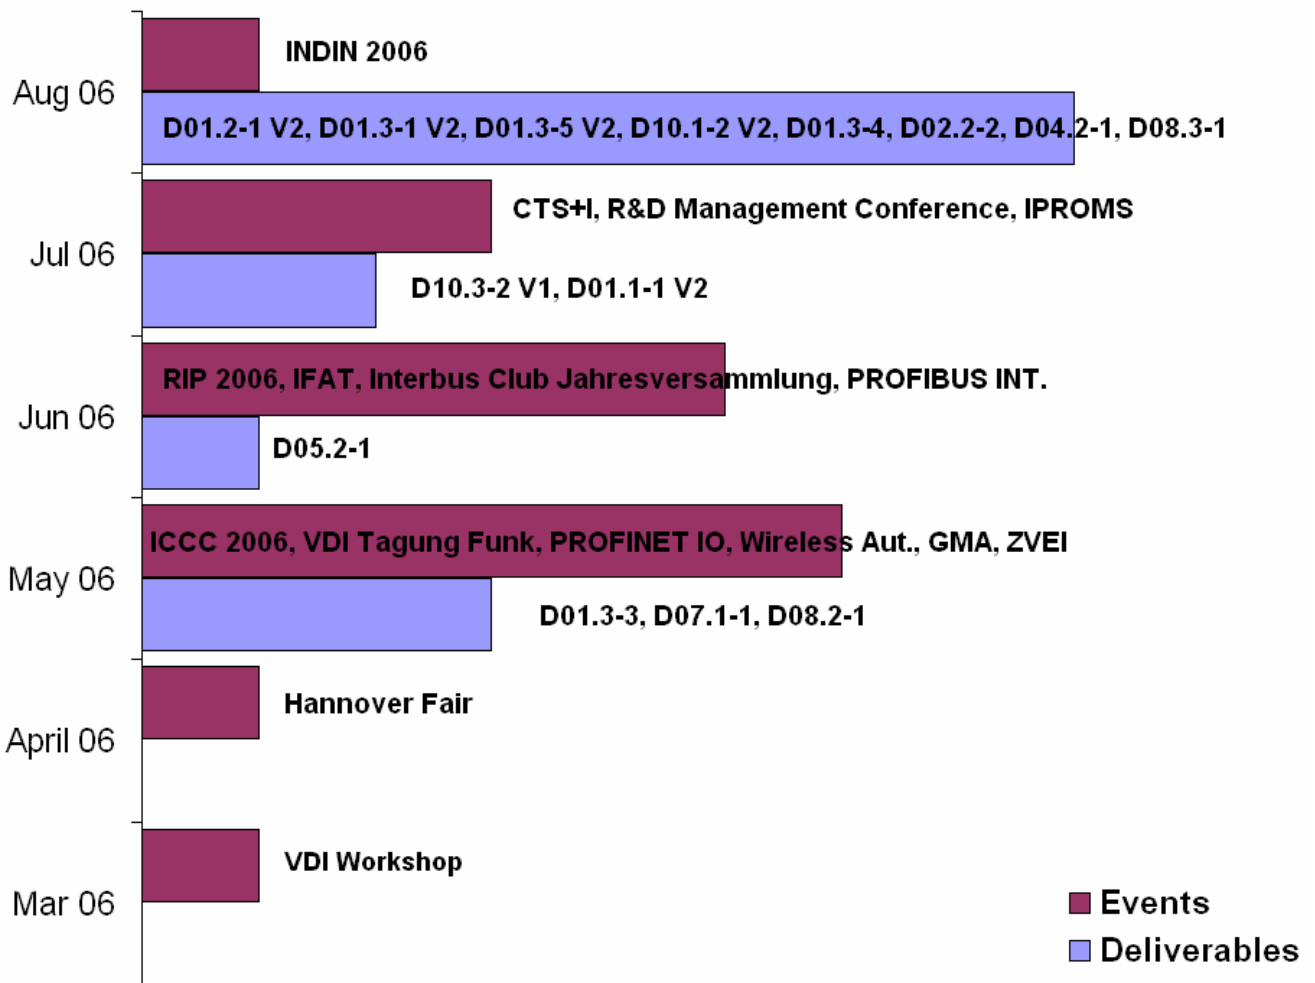 INDIN 2006
Aug 06
D01.2-1 V2, D01.3-1 V2, D01.3-5 V2, D10.1-2 V2, D01.3-4, D02.2-2, D04.2-1, D08.3-1
CTS+I, R&D Management Conference, IPROMS
Jul 06
D10.3-2 V1, D01.1-1 V2
RIP 2006, IFAT, Interbus Club Jahresversammlung, PROFIBUS INT.
Jun 06
D05.2-1
ICCC 2006, VDI Tagung Funk, PROFINET IO, Wireless Aut., GMA, ZVEI
May 06
D01.3-3, D07.1-1, D08.2-1
Hannover Fair
April 06
VDI Workshop
Mar 06
Events
Deliverables